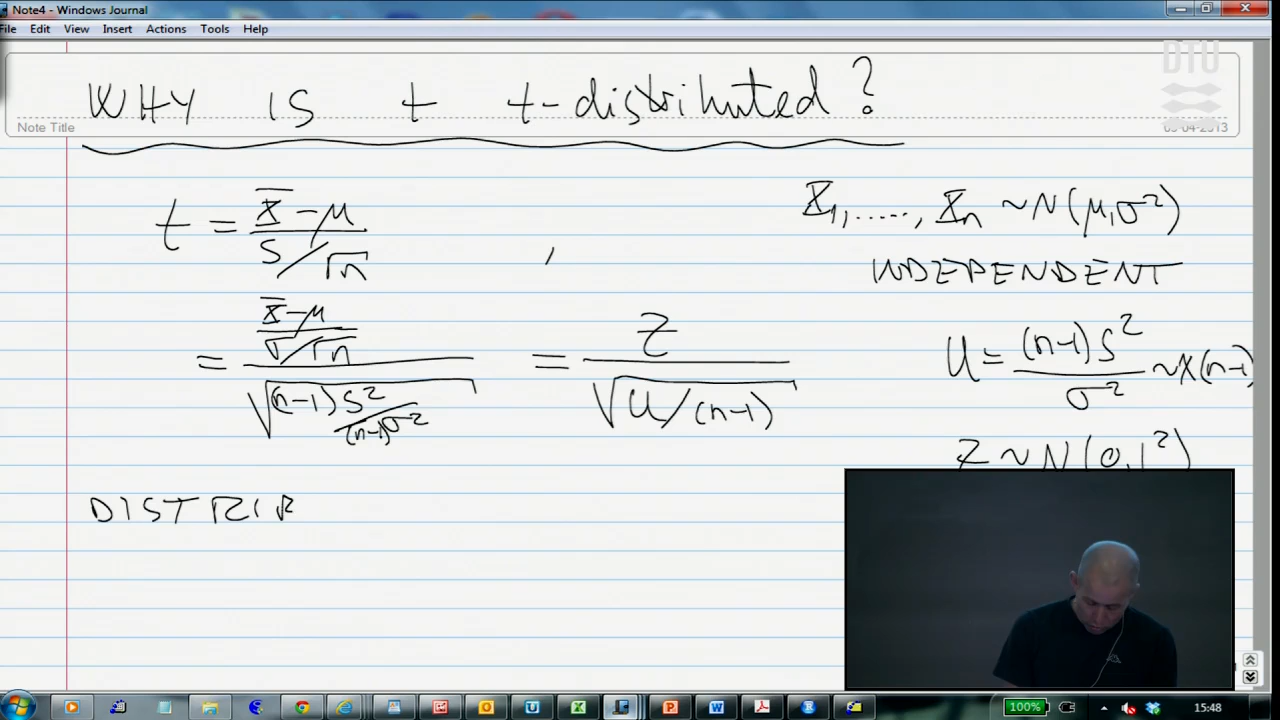 Note4 - Windows Journal
File Edit View Insert Actions Tools Help
DTU
WHY IS t t-distributed?
Note Title
t = (X̄ - μ) / (S/√n) ,
X1, ....., Xn ~ N(μ, σ²)
INDEPENDENT
= ((X̄ - μ) / (σ/√n)) / √((n-1)S² / (n-1)σ²) = Z / √(U/(n-1))
U = (n-1)S² / σ² ~ χ(n-1)
Z ~ N(0, 1²)
DISTRIB
100%
15:48